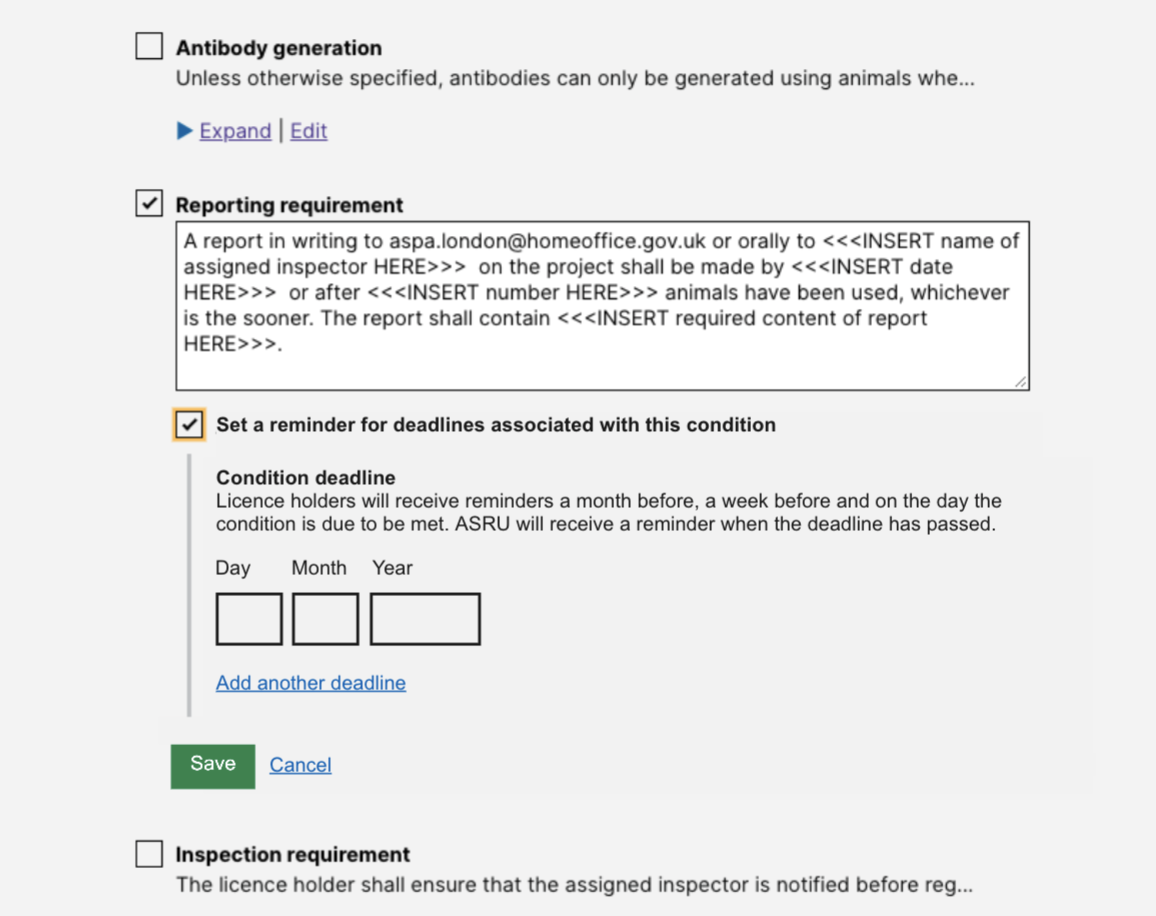 Antibody generation
Unless otherwise specified, antibodies can only be generated using animals whe...
Expand | Edit
Reporting requirement
A report in writing to aspa.london@homeoffice.gov.uk or orally to <<<INSERT name of
assigned inspector HERE>>>  on the project shall be made by <<<INSERT date
HERE>>>  or after <<<INSERT number HERE>>> animals have been used, whichever
is the sooner. The report shall contain <<<INSERT required content of report
HERE>>>.
Set a reminder for deadlines associated with this condition
Condition deadline
Licence holders will receive reminders a month before, a week before and on the day the
condition is due to be met. ASRU will receive a reminder when the deadline has passed.
Day Month Year
Add another deadline
Save Cancel
Inspection requirement
The licence holder shall ensure that the assigned inspector is notified before reg...